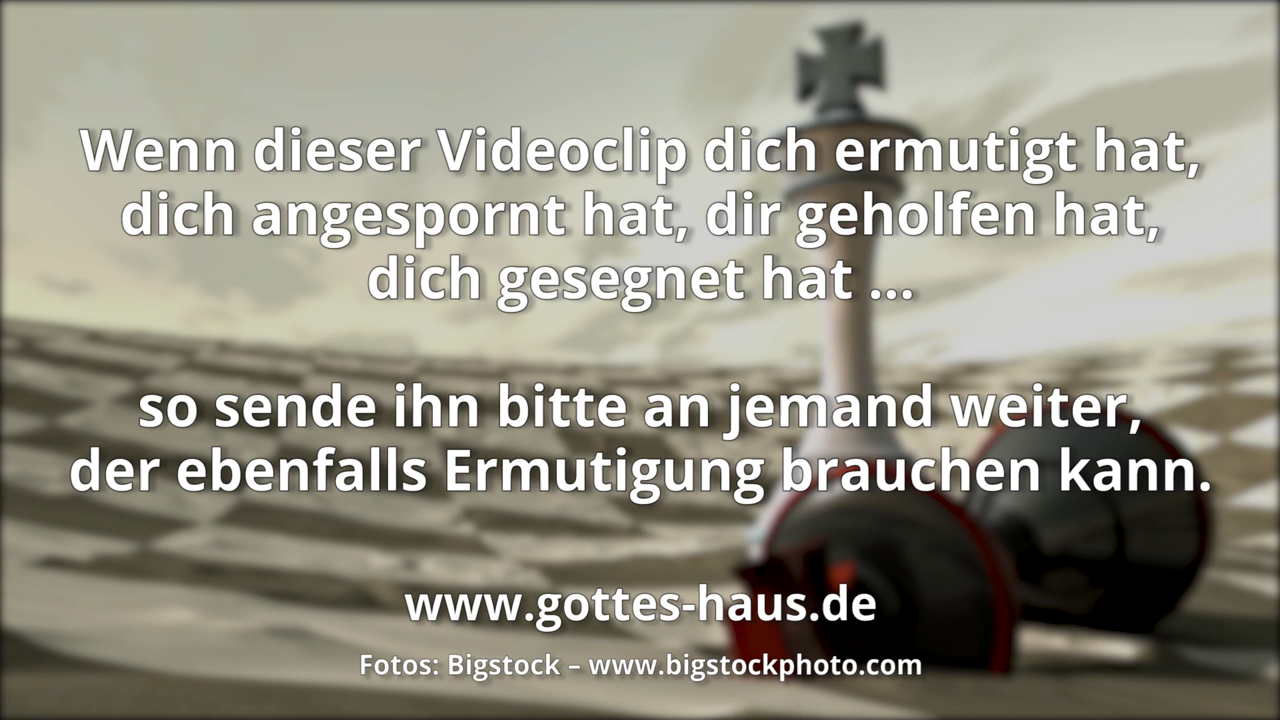 Wenn dieser Videoclip dich ermutigt hat,
dich angespornt hat, dir geholfen hat,
dich gesegnet hat ...
so sende ihn bitte an jemand weiter,
der ebenfalls Ermutigung brauchen kann.
www.gottes-haus.de
Fotos: Bigstock – www.bigstockphoto.com